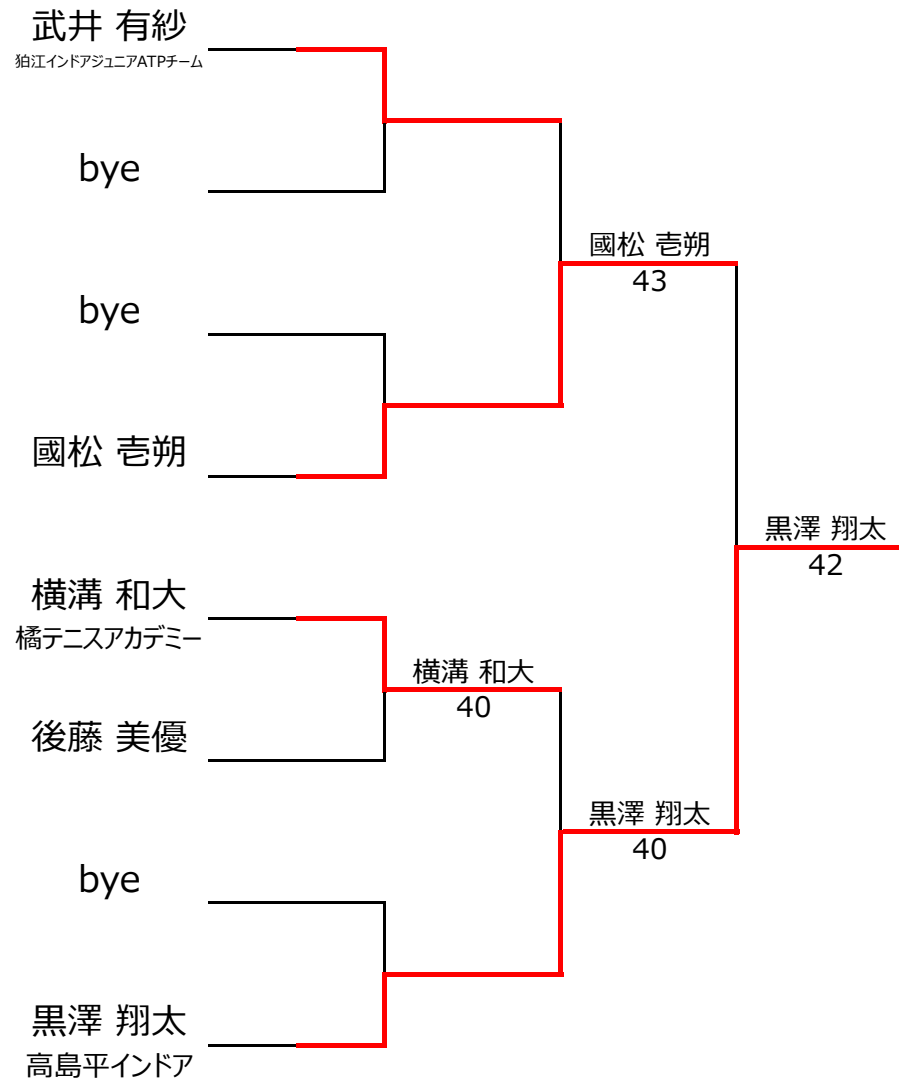 武井 有紗
狛江インドアジュニアATPチーム
bye
bye
國松 壱朔
横溝 和大
橘テニスアカデミー
後藤 美優
bye
黒澤 翔太
高島平インドア
横溝 和大
40
國松 壱朔
43
黒澤 翔太
40
黒澤 翔太
42